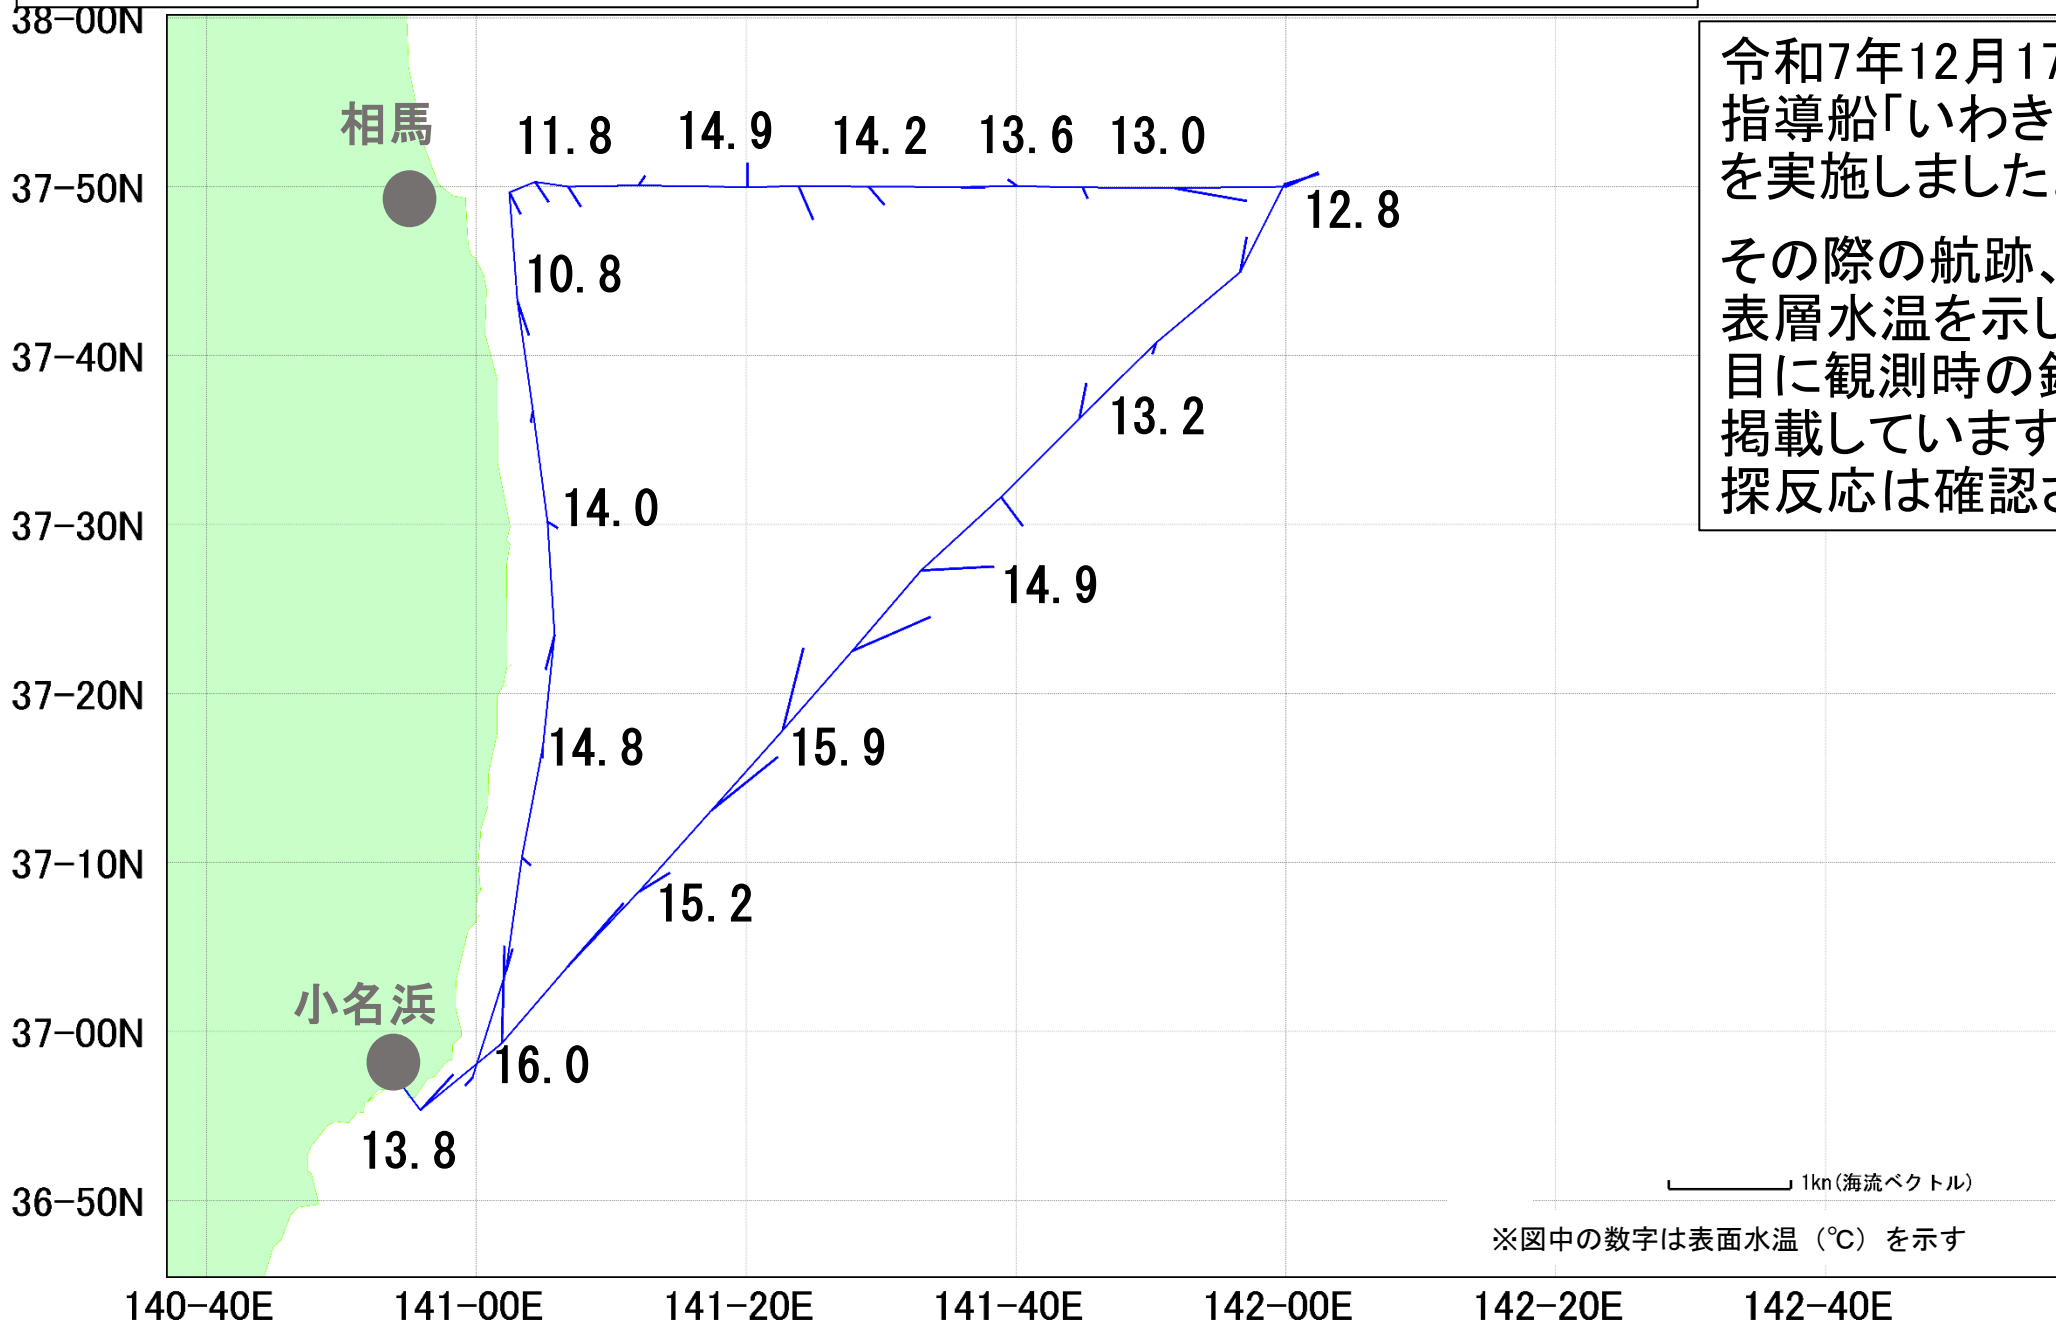 38-00N
37-50N
37-40N
37-30N
37-20N
37-10N
37-00N
36-50N
140-40E
141-00E
141-20E
141-40E
142-00E
142-20E
142-40E
相馬
小名浜
11.8
14.9
14.2
13.6
13.0
12.8
10.8
13.2
14.0
14.9
14.8
15.9
15.2
16.0
13.8
令和7年12月17
指導船「いわき
を実施しました
その際の航跡、
表層水温を示し
目に観測時の
掲載しています
探反応は確認さ
1kn(海流ベクトル)
※図中の数字は表面水温（℃）を示す